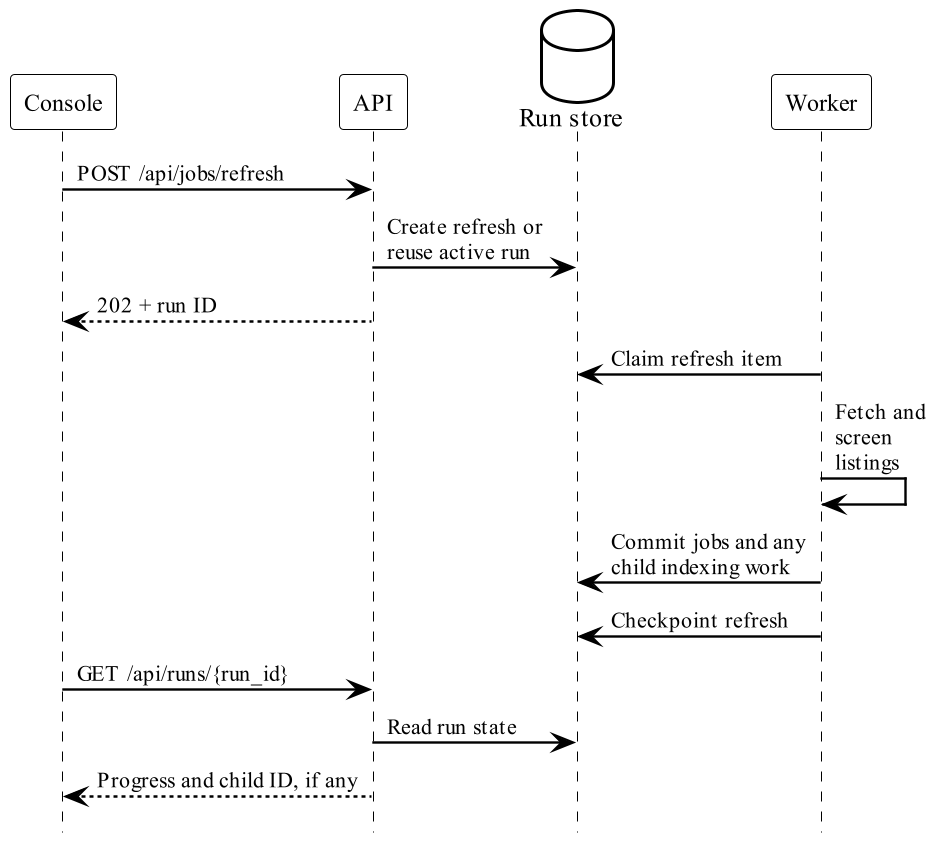 Console
API
Run store
Worker
POST /api/jobs/refresh
Create refresh or
reuse active run
202 + run ID
Claim refresh item
Fetch and
screen
listings
Commit jobs and any
child indexing work
Checkpoint refresh
GET /api/runs/{run_id}
Read run state
Progress and child ID, if any